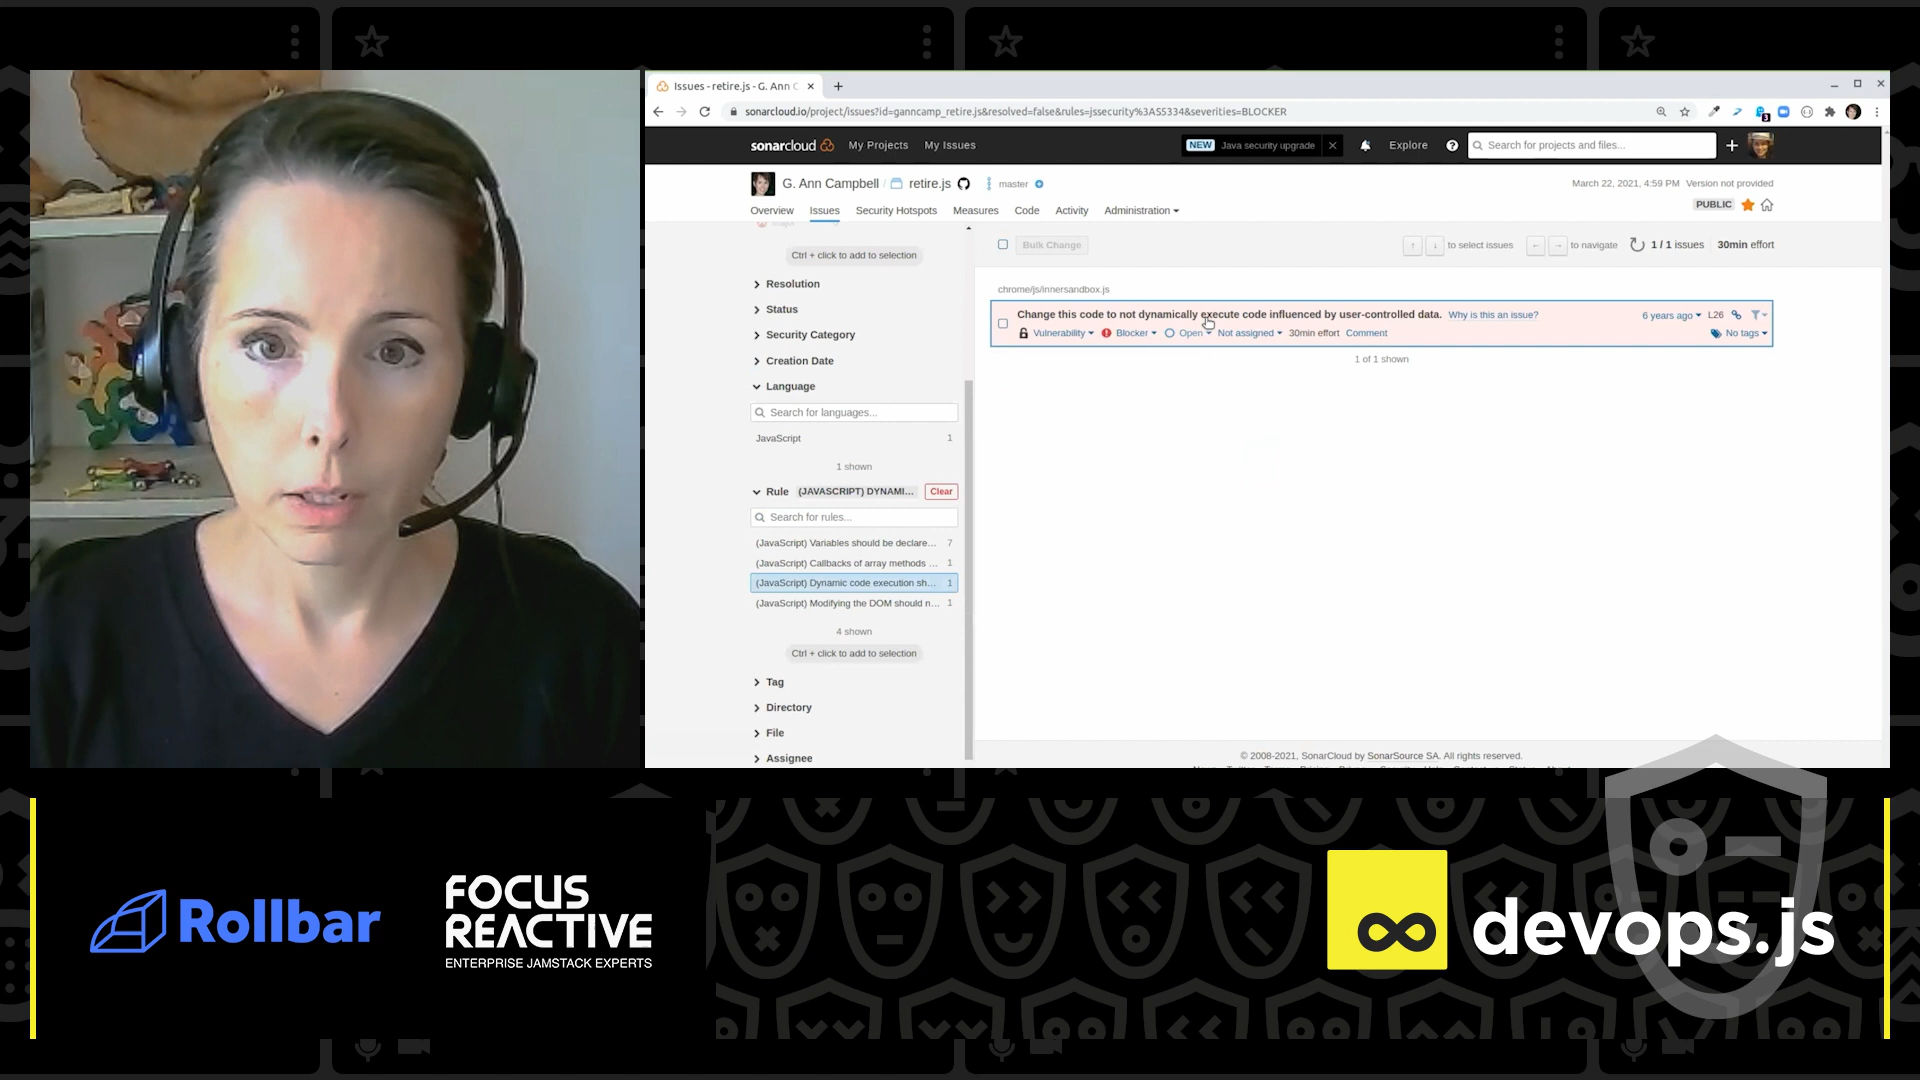 Issues - retire.js - G. Ann C
sonarcloud.io/project/issues?id=ganncamp_retire.js&resolved=false&rules=jssecurity%3AS5334&severities=BLOCKER
sonarcloud My Projects My Issues NEW Java security upgrade Explore Search for projects and files...
G. Ann Campbell / retire.js master March 22, 2021, 4:59 PM Version not provided
PUBLIC
Overview Issues Security Hotspots Measures Code Activity Administration
Ctrl + click to add to selection
Resolution
Status
Security Category
Creation Date
Language
Search for languages...
JavaScript 1
1 shown
Rule (JAVASCRIPT) DYNAMI... Clear
Search for rules...
(JavaScript) Variables should be declare... 7
(JavaScript) Callbacks of array methods ... 1
(JavaScript) Dynamic code execution sh... 1
(JavaScript) Modifying the DOM should n... 1
4 shown
Ctrl + click to add to selection
Tag
Directory
File
Assignee
Bulk Change ↑ ↓ to select issues ← → to navigate 1 / 1 issues 30min effort
chrome/js/innersandbox.js
Change this code to not dynamically execute code influenced by user-controlled data. Why is this an issue? 6 years ago L26
Vulnerability Blocker Open Not assigned 30min effort Comment No tags
1 of 1 shown
© 2008-2021, SonarCloud by SonarSource SA. All rights reserved.
Rollbar
FOCUS
REACTIVE
ENTERPRISE JAMSTACK EXPERTS
devops.js